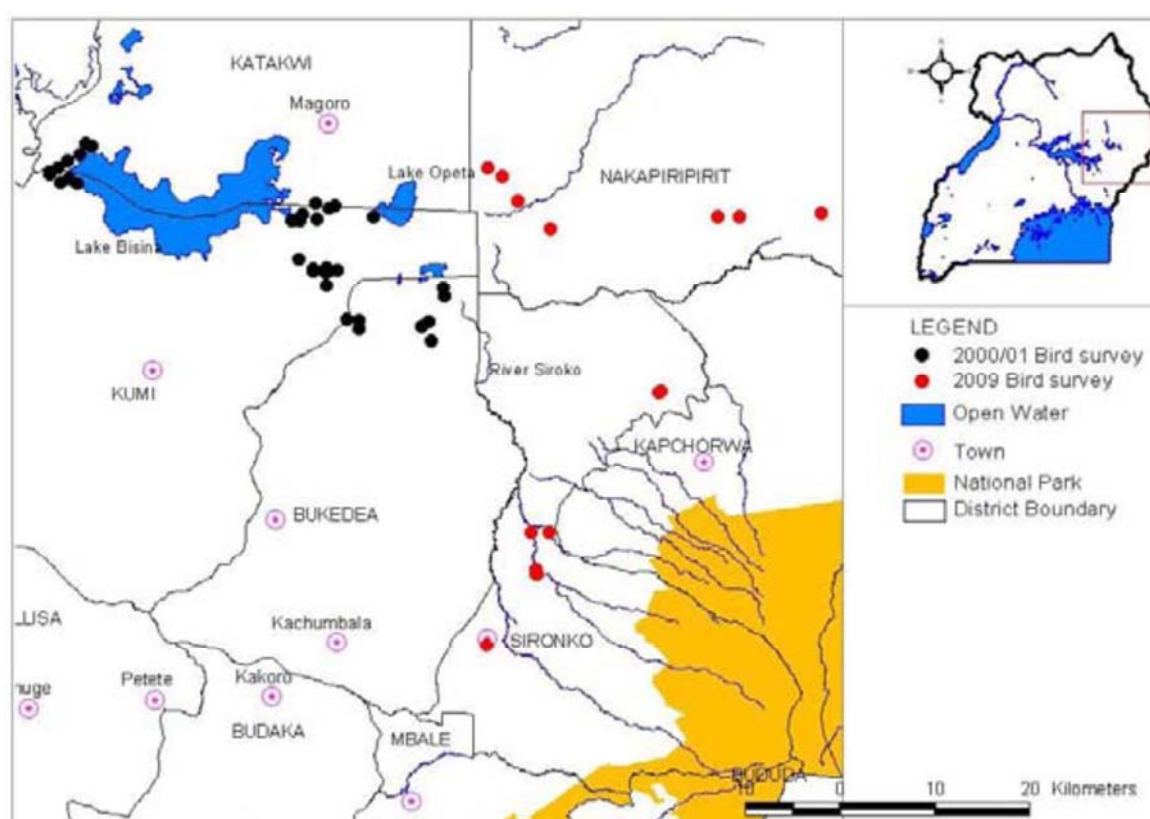 KATAKWI
Magoro
Lake Opeta
NAKAPIRIPIRIT
Lake Bisina
River Siroko
KUMI
KAPCHORWA
BUKEDEA
LLISA
Kachumbala
SIRONKO
Petete
Kakoro
BUDAKA
MBALE
BUDUDA
LEGEND
2000/01 Bird survey
2009 Bird survey
Open Water
Town
National Park
District Boundary
10 0 10 20 Kilometers